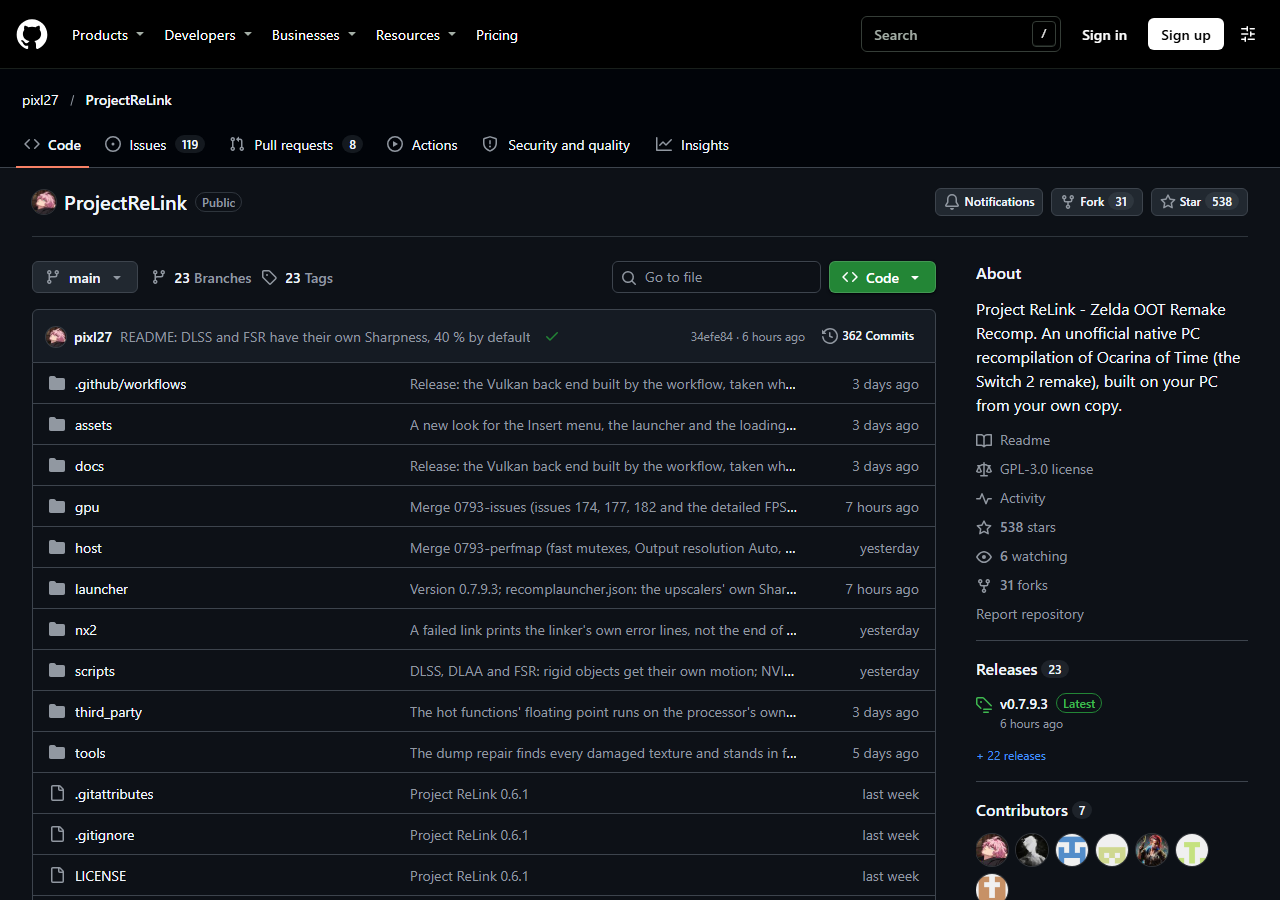 Products Developers Businesses Resources Pricing Search / Sign in Sign up
pixl27 / ProjectReLink
Code Issues 119 Pull requests 8 Actions Security and quality Insights
ProjectReLink Public Notifications Fork 31 Star 538
main 23 Branches 23 Tags Go to file Code
pixl27 README: DLSS and FSR have their own Sharpness, 40 % by default 34efe84 · 6 hours ago 362 Commits
.github/workflows Release: the Vulkan back end built by the workflow, taken wh... 3 days ago
assets A new look for the Insert menu, the launcher and the loading... 3 days ago
docs Release: the Vulkan back end built by the workflow, taken wh... 3 days ago
gpu Merge 0793-issues (issues 174, 177, 182 and the detailed FPS... 7 hours ago
host Merge 0793-perfmap (fast mutexes, Output resolution Auto, ... yesterday
launcher Version 0.7.9.3; recomplauncher.json: the upscalers' own Shar... 7 hours ago
nx2 A failed link prints the linker's own error lines, not the end of ... yesterday
scripts DLSS, DLAA and FSR: rigid objects get their own motion; NVI... yesterday
third_party The hot functions' floating point runs on the processor's own... 3 days ago
tools The dump repair finds every damaged texture and stands in f... 5 days ago
.gitattributes Project ReLink 0.6.1 last week
.gitignore Project ReLink 0.6.1 last week
LICENSE Project ReLink 0.6.1 last week
About
Project ReLink - Zelda OOT Remake
Recomp. An unofficial native PC
recompilation of Ocarina of Time (the
Switch 2 remake), built on your PC
from your own copy.
Readme
GPL-3.0 license
Activity
538 stars
6 watching
31 forks
Report repository
Releases 23
v0.7.9.3 Latest
6 hours ago
+ 22 releases
Contributors 7